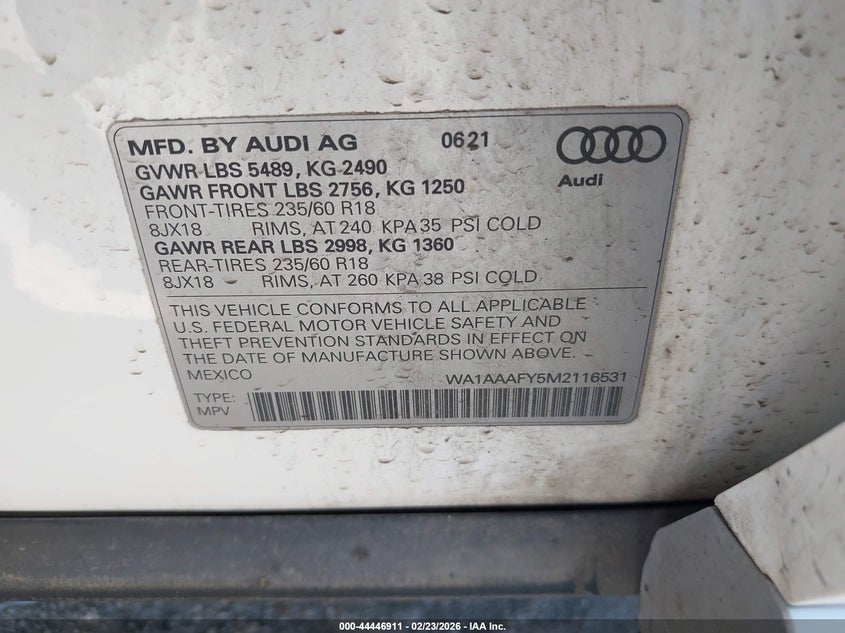 MFD. BY AUDI AG 0621
GVWR LBS 5489, KG 2490
GAWR FRONT LBS 2756, KG 1250
Audi
FRONT-TIRES 235/60 R18
8JX18 RIMS, AT 240 KPA 35 PSI COLD
GAWR REAR LBS 2998, KG 1360
REAR-TIRES 235/60 R18
8JX18 RIMS, AT 260 KPA 38 PSI COLD
THIS VEHICLE CONFORMS TO ALL APPLICABLE
U.S. FEDERAL MOTOR VEHICLE SAFETY AND
THEFT PREVENTION STANDARDS IN EFFECT ON
THE DATE OF MANUFACTURE SHOWN ABOVE.
MEXICO WA1AAAFY5M2116531
TYPE:
MPV
000-44446911 - 02/23/2026 - IAA Inc.